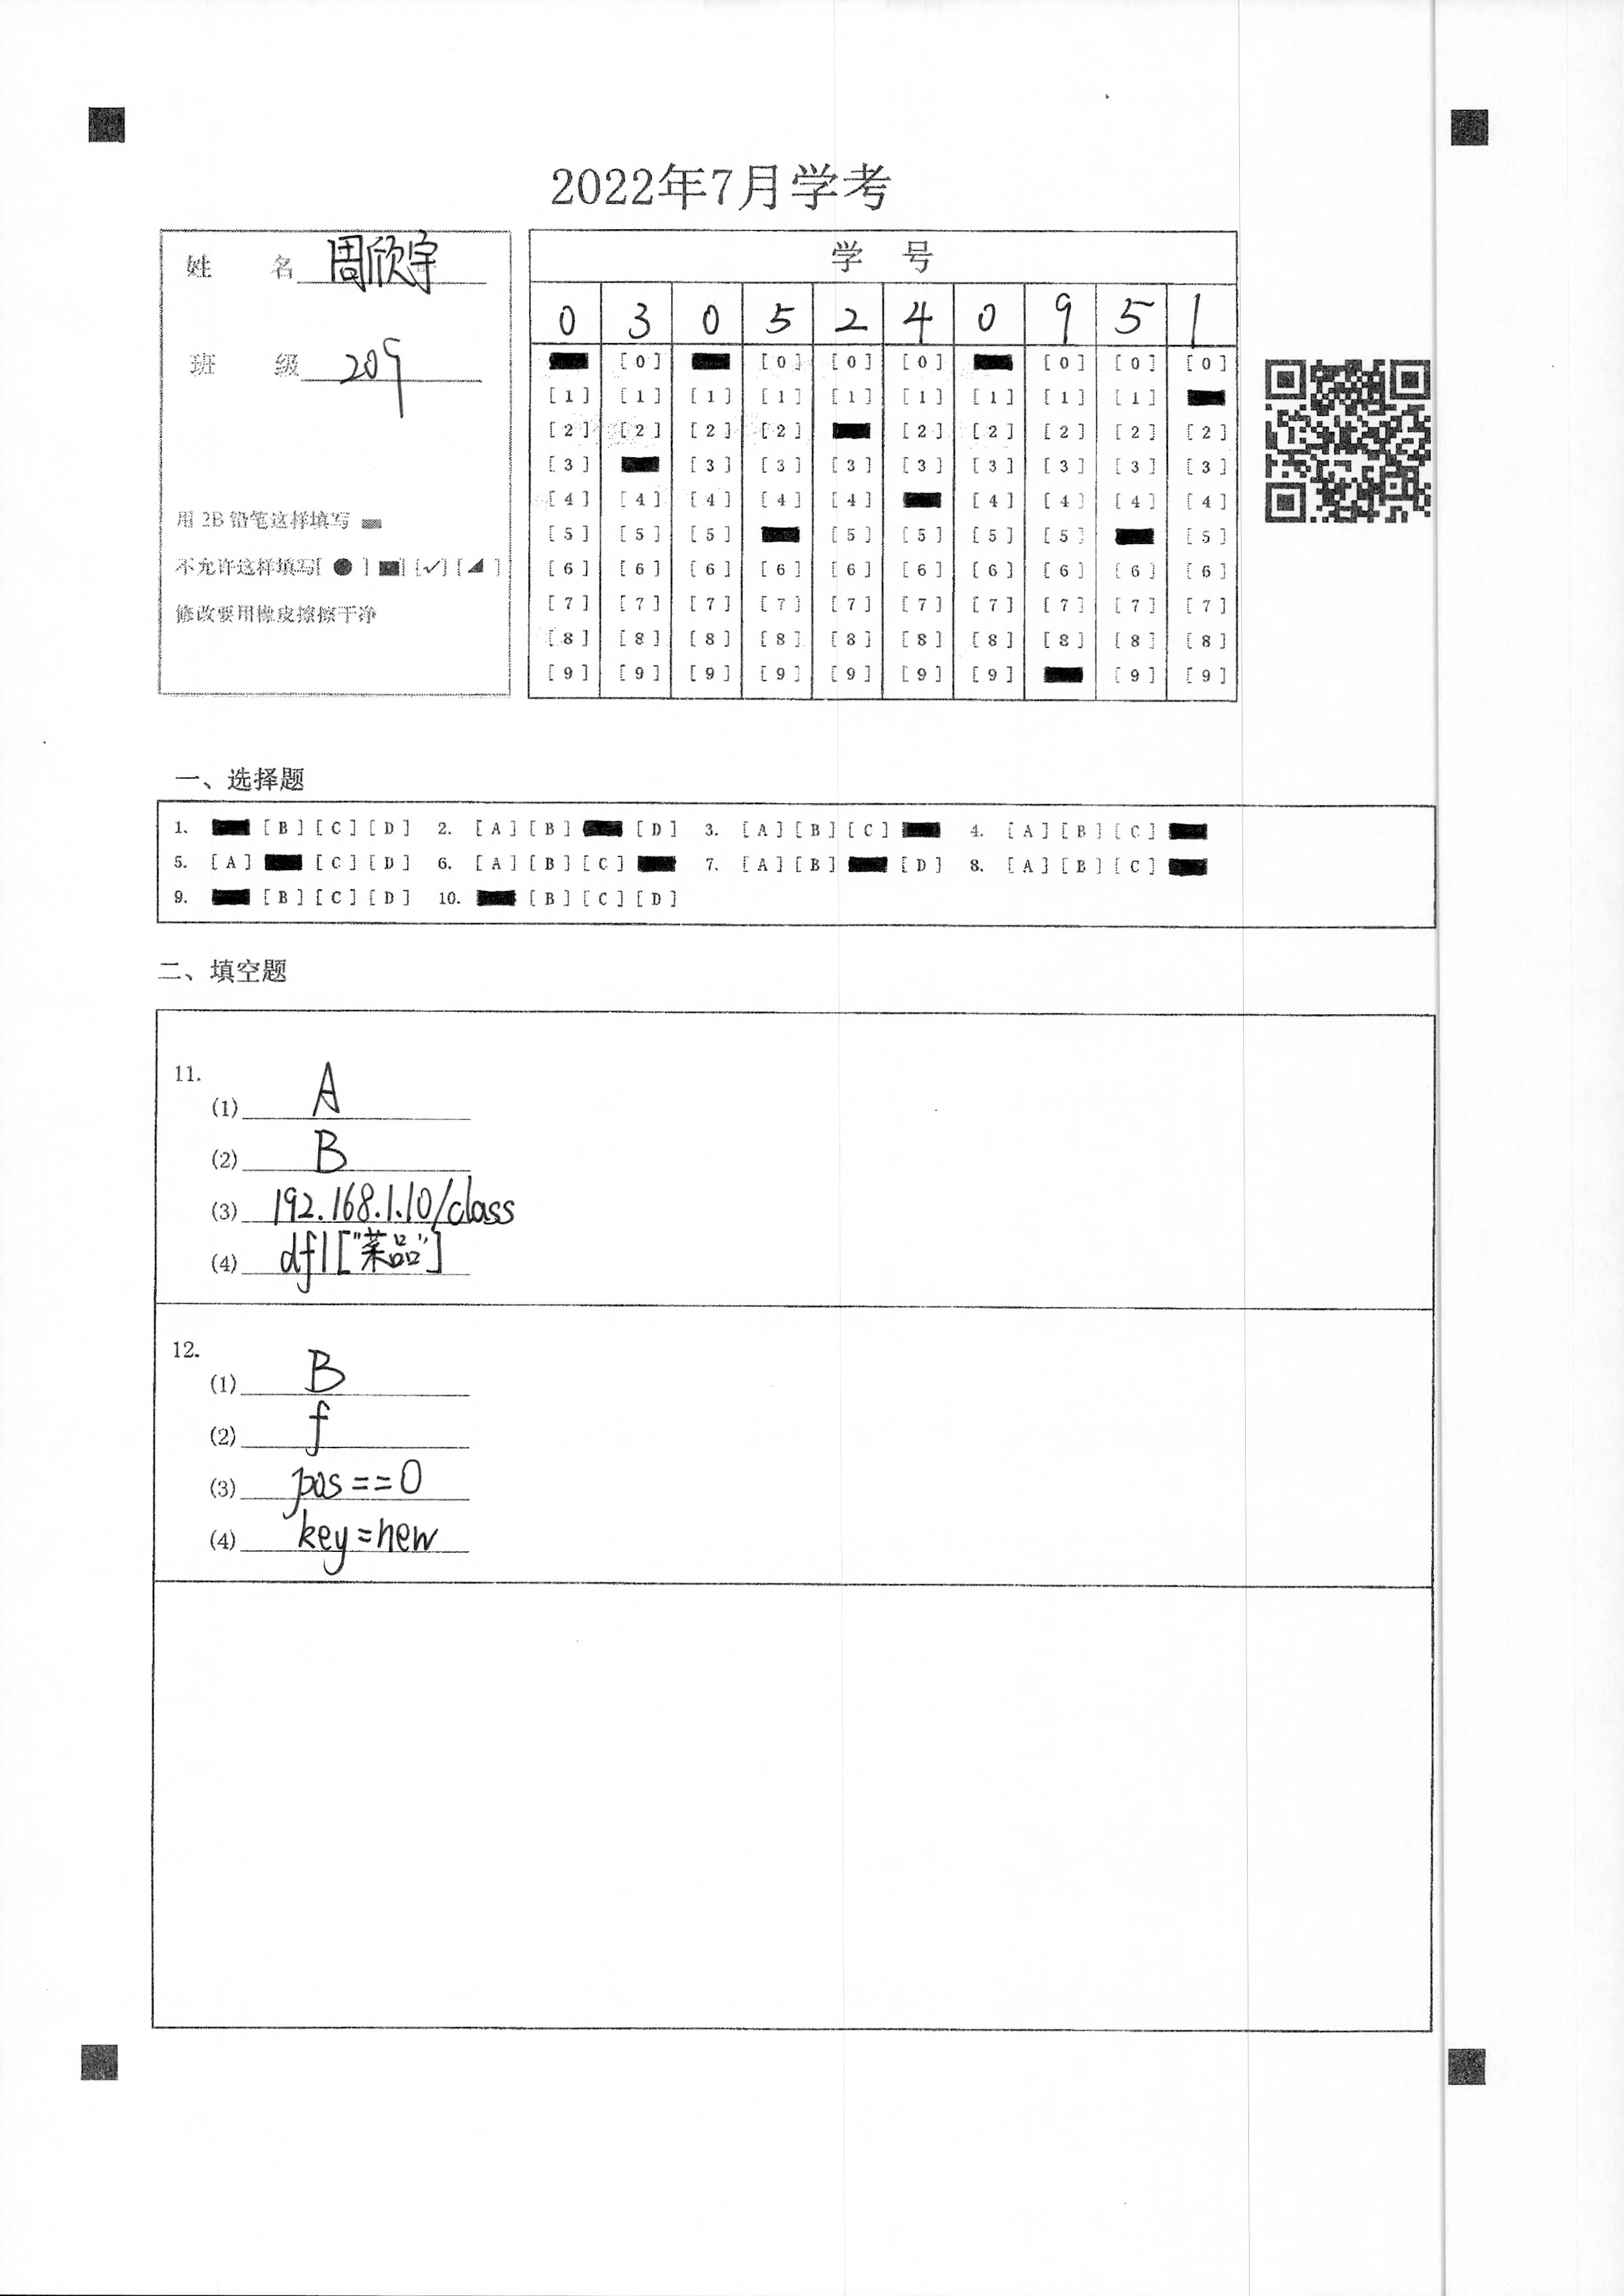 2022年7月学考
姓 名 周欣宇
班 级 209
用 2B 铅笔这样填写
不允许这样填写[ ● ] [■] [✓] [◢ ]
修改要用橡皮擦擦干净
学 号
0 3 0 5 2 4 0 9 5 1
[0] [0] [0] [0] [0] [0] [0]
[1] [1] [1] [1] [1] [1] [1] [1] [1]
[2] [2] [2] [2] [2] [2] [2] [2] [2]
[3] [3] [3] [3] [3] [3] [3] [3] [3]
[4] [4] [4] [4] [4] [4] [4] [4] [4]
[5] [5] [5] [5] [5] [5] [5] [5]
[6] [6] [6] [6] [6] [6] [6] [6] [6] [6]
[7] [7] [7] [7] [7] [7] [7] [7] [7] [7]
[8] [8] [8] [8] [8] [8] [8] [8] [8] [8]
[9] [9] [9] [9] [9] [9] [9] [9] [9]
一、选择题
1. [B] [C] [D] 2. [A] [B] [D] 3. [A] [B] [C] 4. [A] [B] [C]
5. [A] [C] [D] 6. [A] [B] [C] 7. [A] [B] [D] 8. [A] [B] [C]
9. [B] [C] [D] 10. [B] [C] [D]
二、填空题
11.
(1) A
(2) B
(3) 192.168.1.10/class
(4) df1["菜品"]
12.
(1) B
(2) f
(3) pos==0
(4) key=new